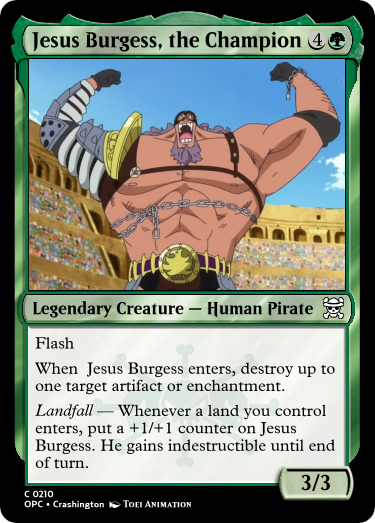 Jesus Burgess, the Champion 4
Legendary Creature — Human Pirate
Flash
When  Jesus Burgess enters, destroy up to
one target artifact or enchantment.
Landfall — Whenever a land you control
enters, put a +1/+1 counter on Jesus
Burgess. He gains indestructible until end
of turn.
3/3
C 0210
OPC • Crashington TOEI ANIMATION